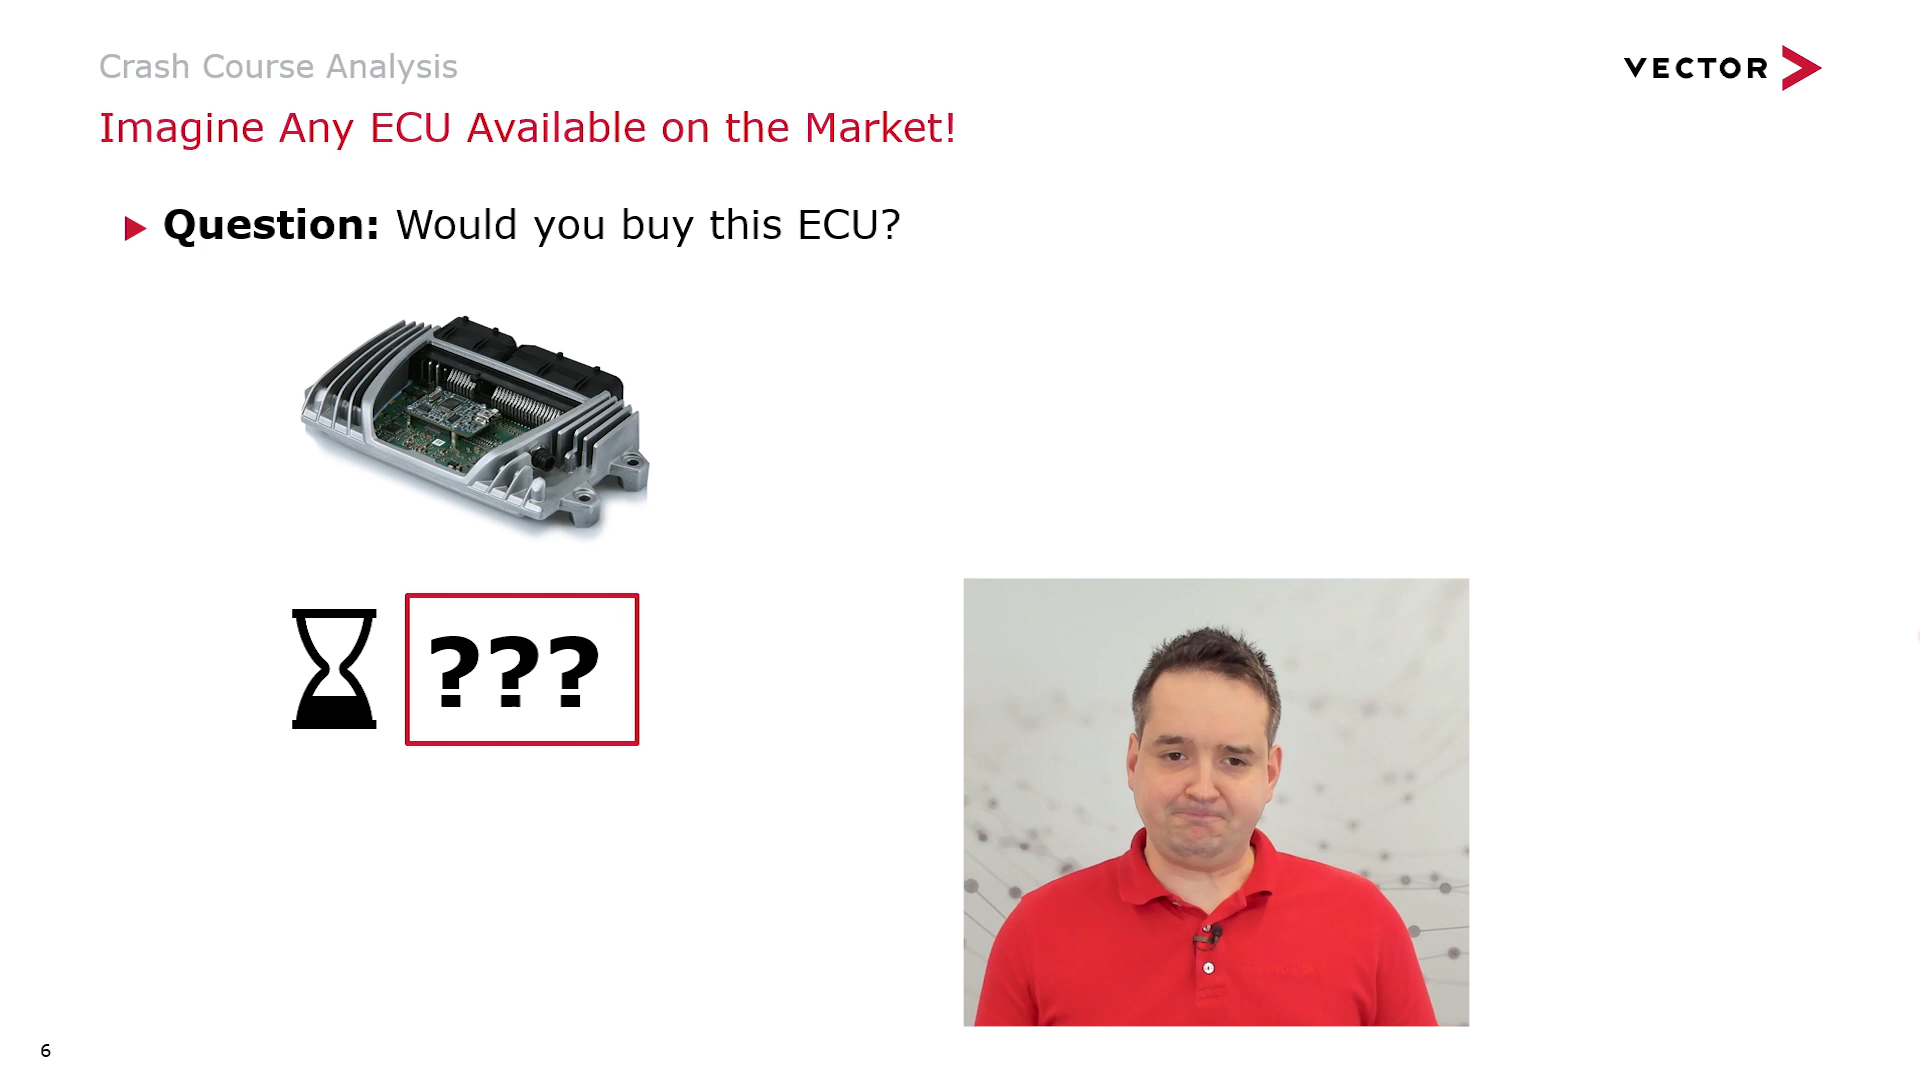 Crash Course Analysis
VECTOR
Imagine Any ECU Available on the Market!
Question: Would you buy this ECU?
???
6